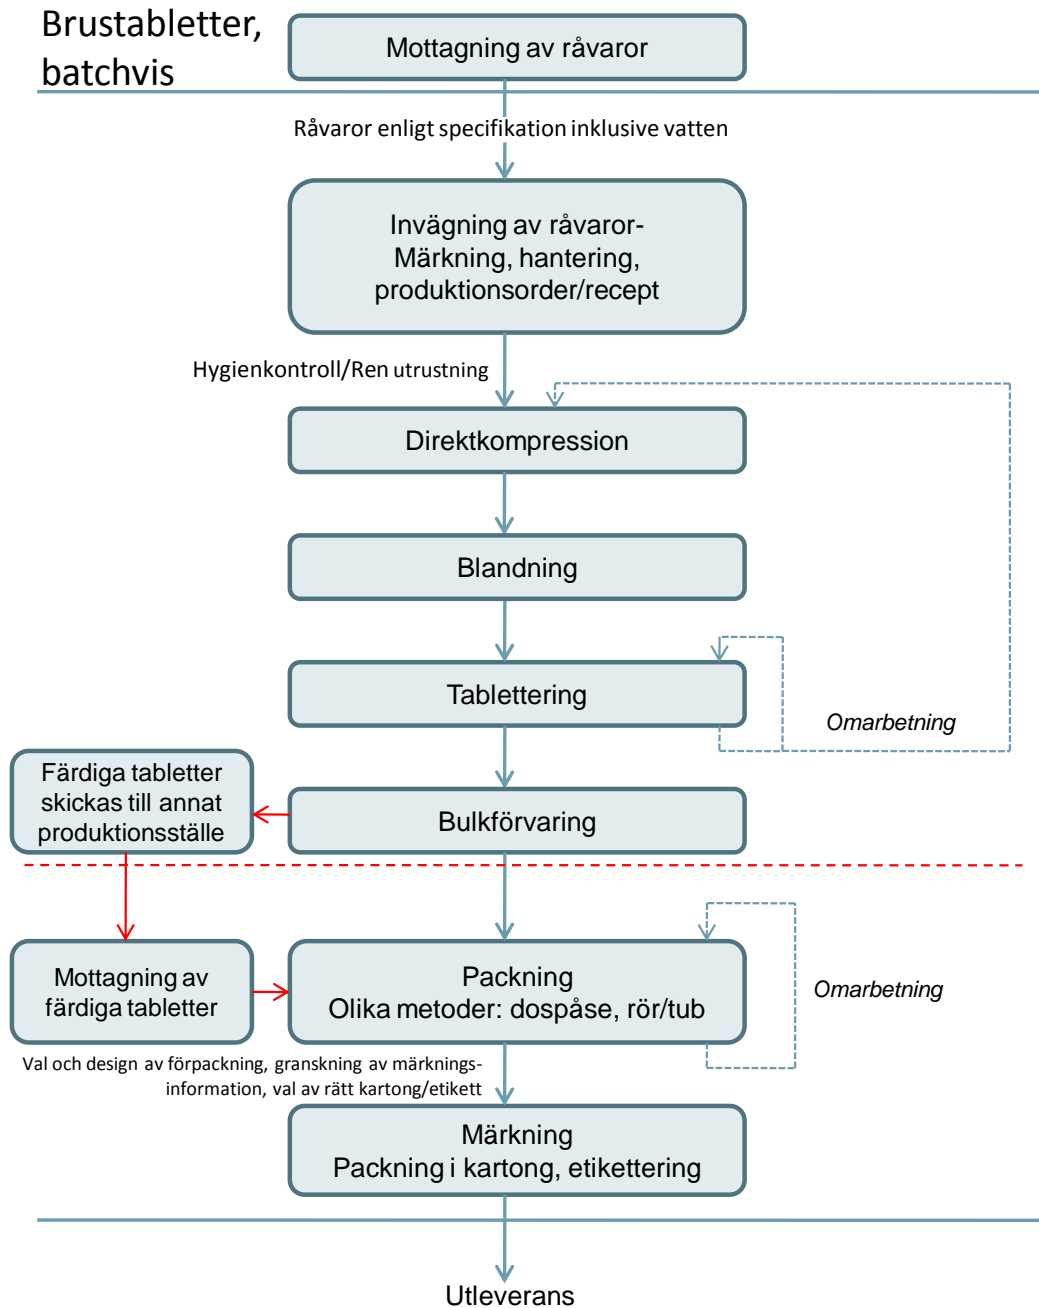 Brustabletter,
batchvis
Mottagning av råvaror
Råvaror enligt specifikation inklusive vatten
Invägning av råvaror-
Märkning, hantering,
produktionsorder/recept
Hygienkontroll/Ren utrustning
Direktkompression
Blandning
Tablettering
Omarbetning
Färdiga tabletter
skickas till annat
produktionsställe
Bulkförvaring
Mottagning av
färdiga tabletter
Packning
Olika metoder: dospåse, rör/tub
Omarbetning
Val och design av förpackning, granskning av märknings-
information, val av rätt kartong/etikett
Märkning
Packning i kartong, etikettering
Utleverans